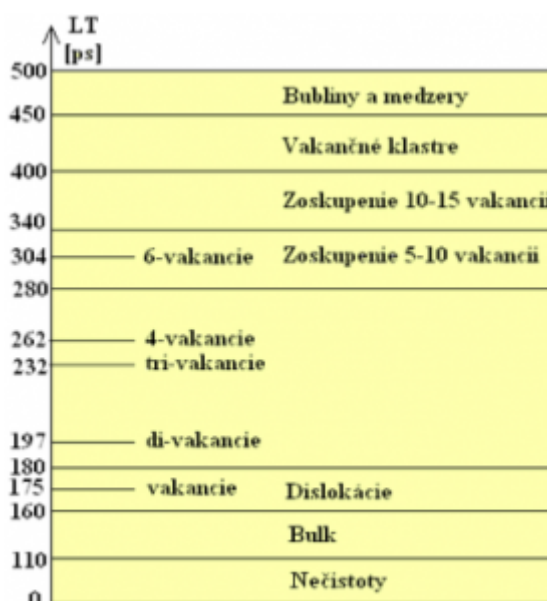 LT
[ps]
500
Bubliny a medzery
450
Vakančné klastre
400
Zoskupenie 10-15 vakancii
340
304 6-vakancie Zoskupenie 5-10 vakancii
280
262 4-vakancie
232 tri-vakancie
197 di-vakancie
180
175 vakancie Dislokácie
160
Bulk
110
Nečistoty
0